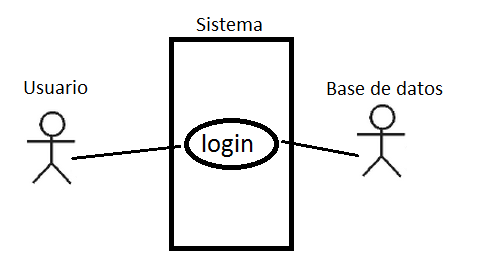 Sistema
Usuario
Base de datos
login